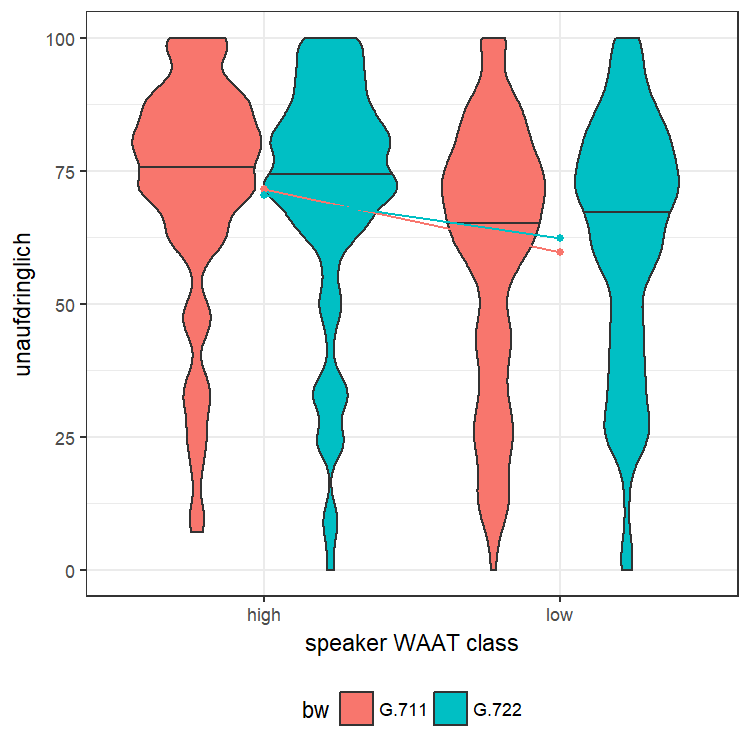 100
75
50
25
0
unaufdringlich
high low
speaker WAAT class
bw G.711 G.722